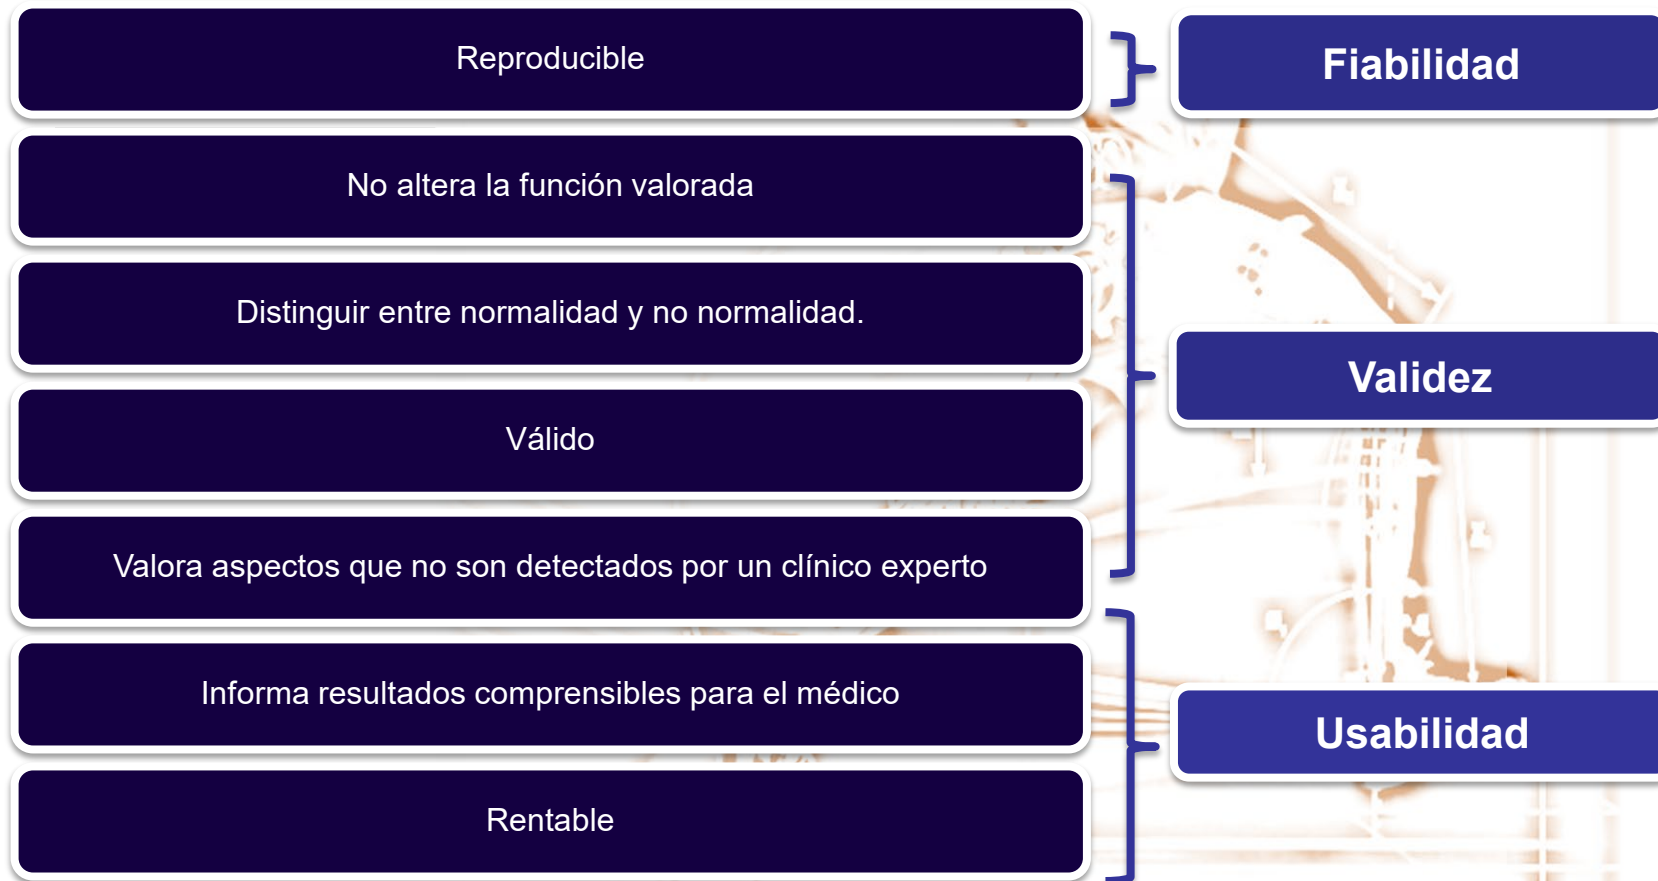 Reproducible
Fiabilidad
No altera la función valorada
Distinguir entre normalidad y no normalidad.
Validez
Válido
Valora aspectos que no son detectados por un clínico experto
Informa resultados comprensibles para el médico
Usabilidad
Rentable